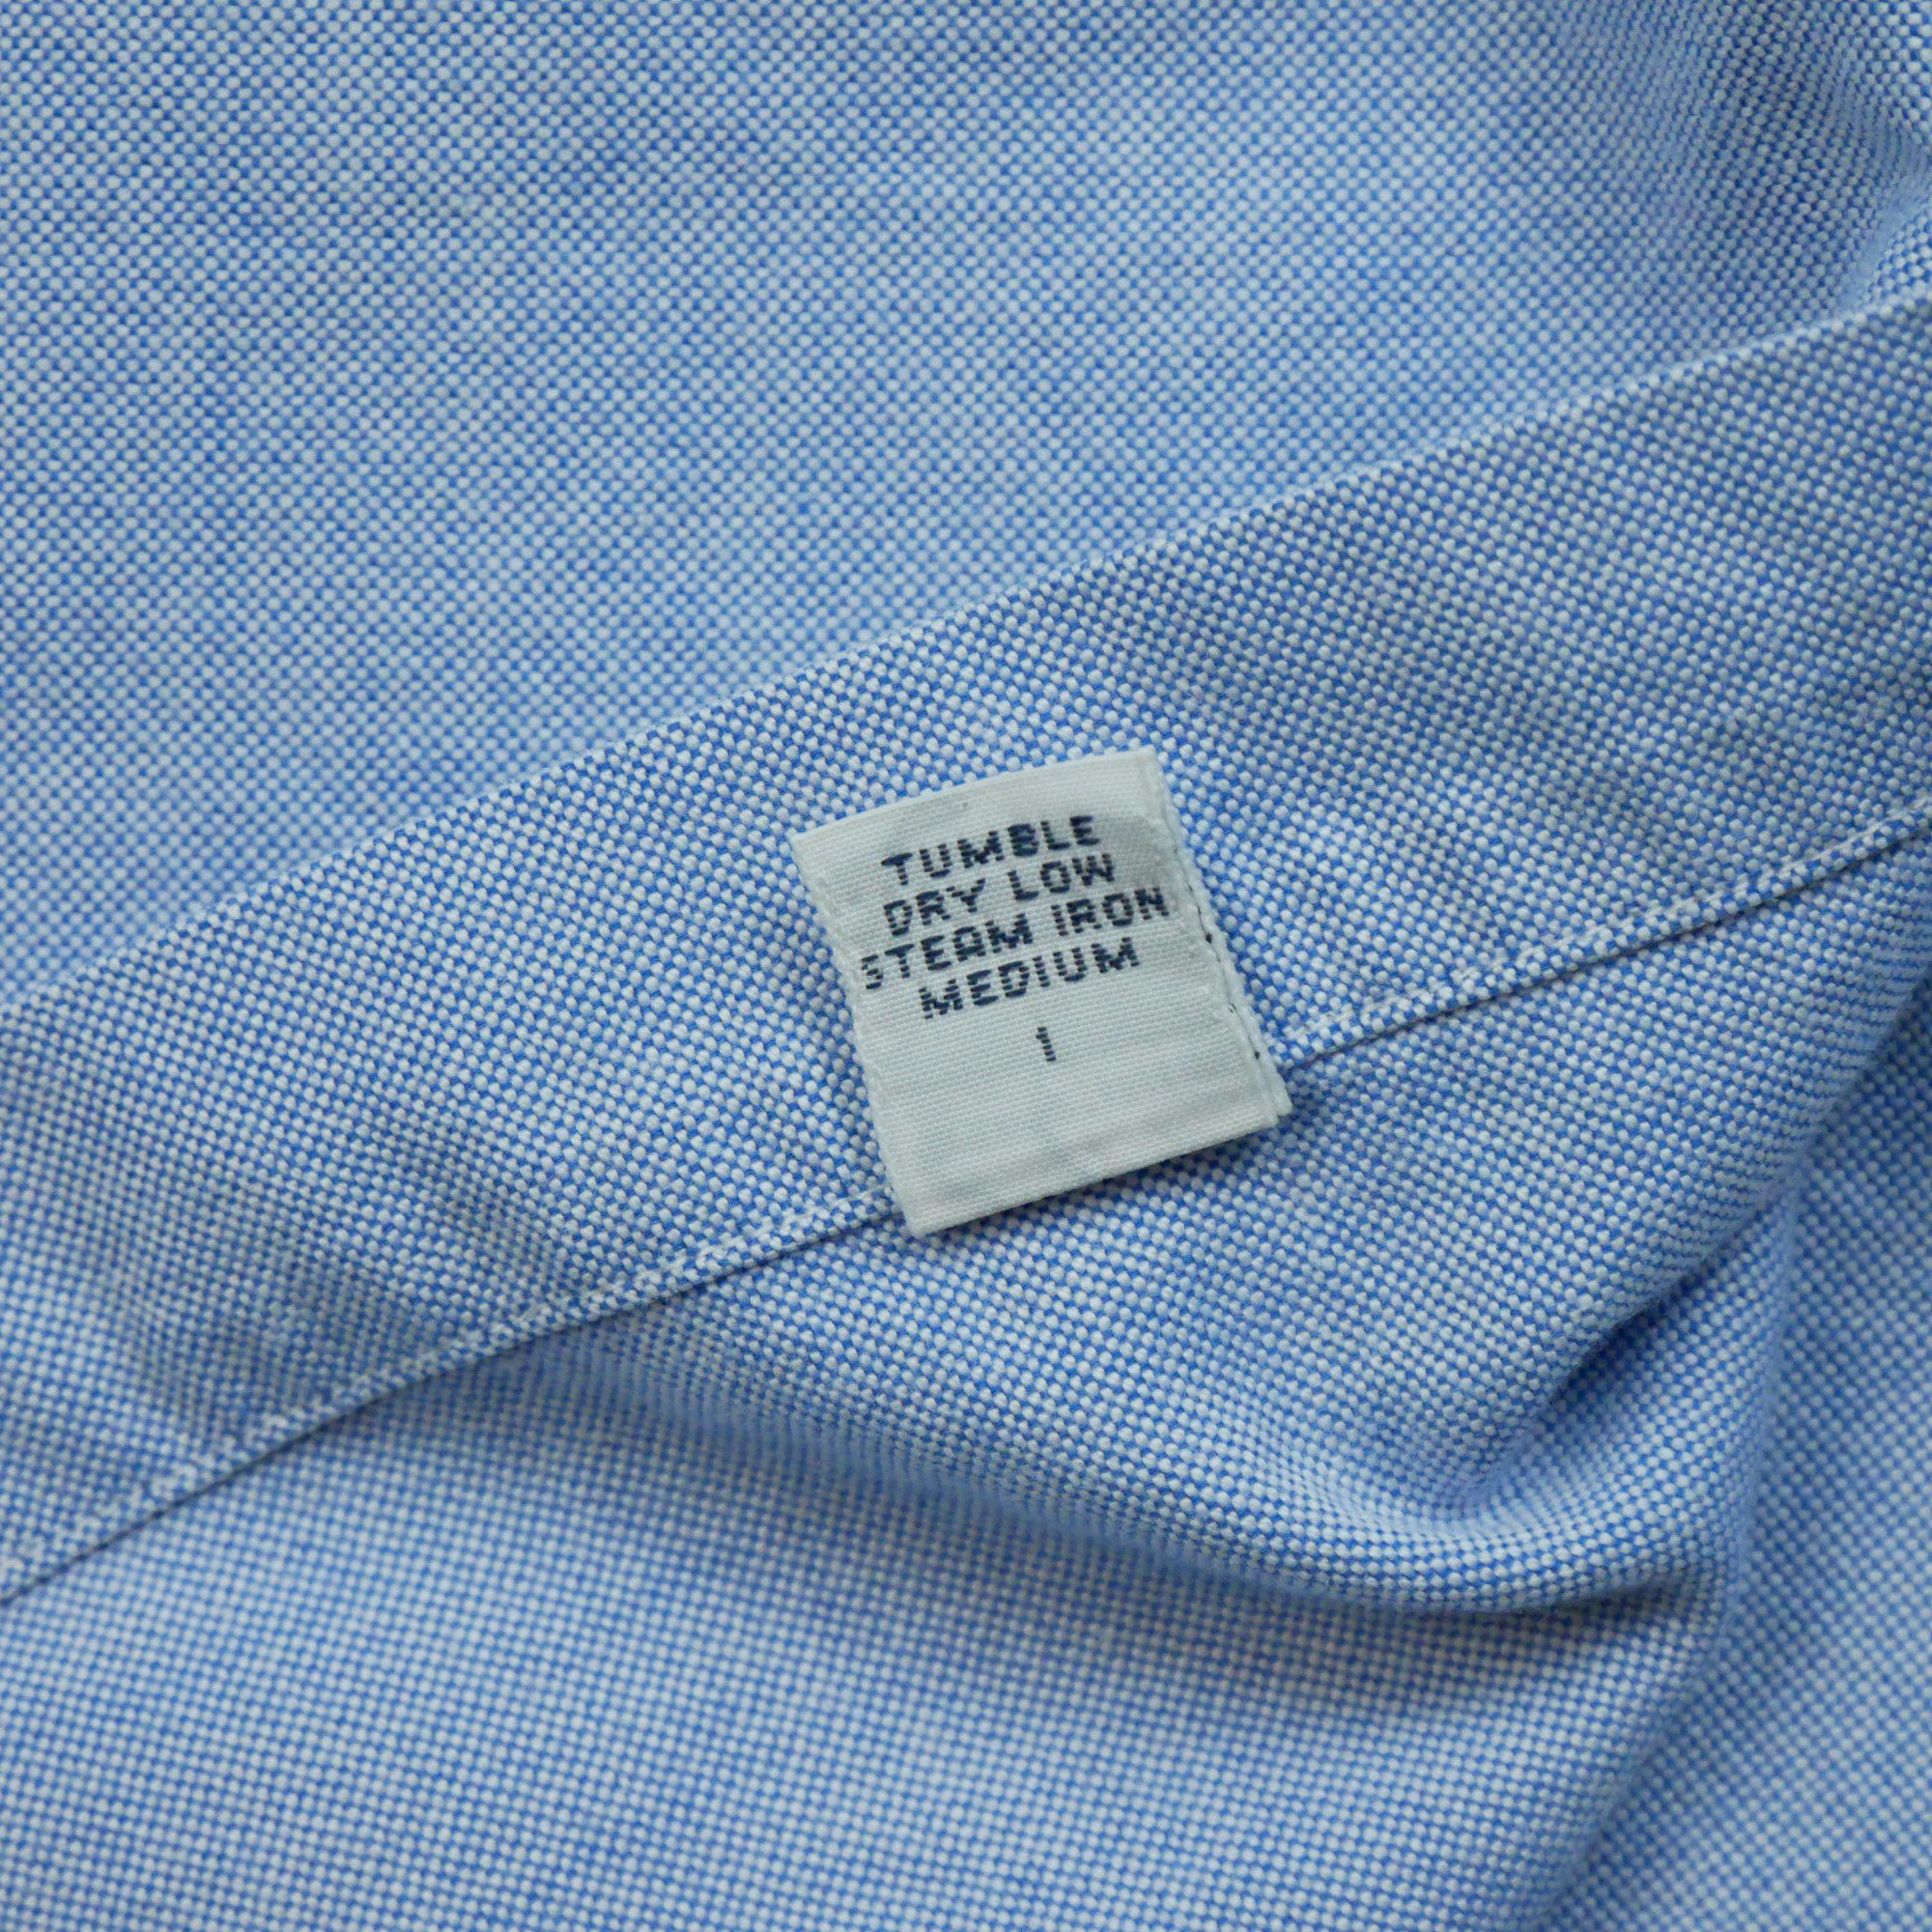 TUMBLE
DRY LOW
STEAM IRON
MEDIUM
1